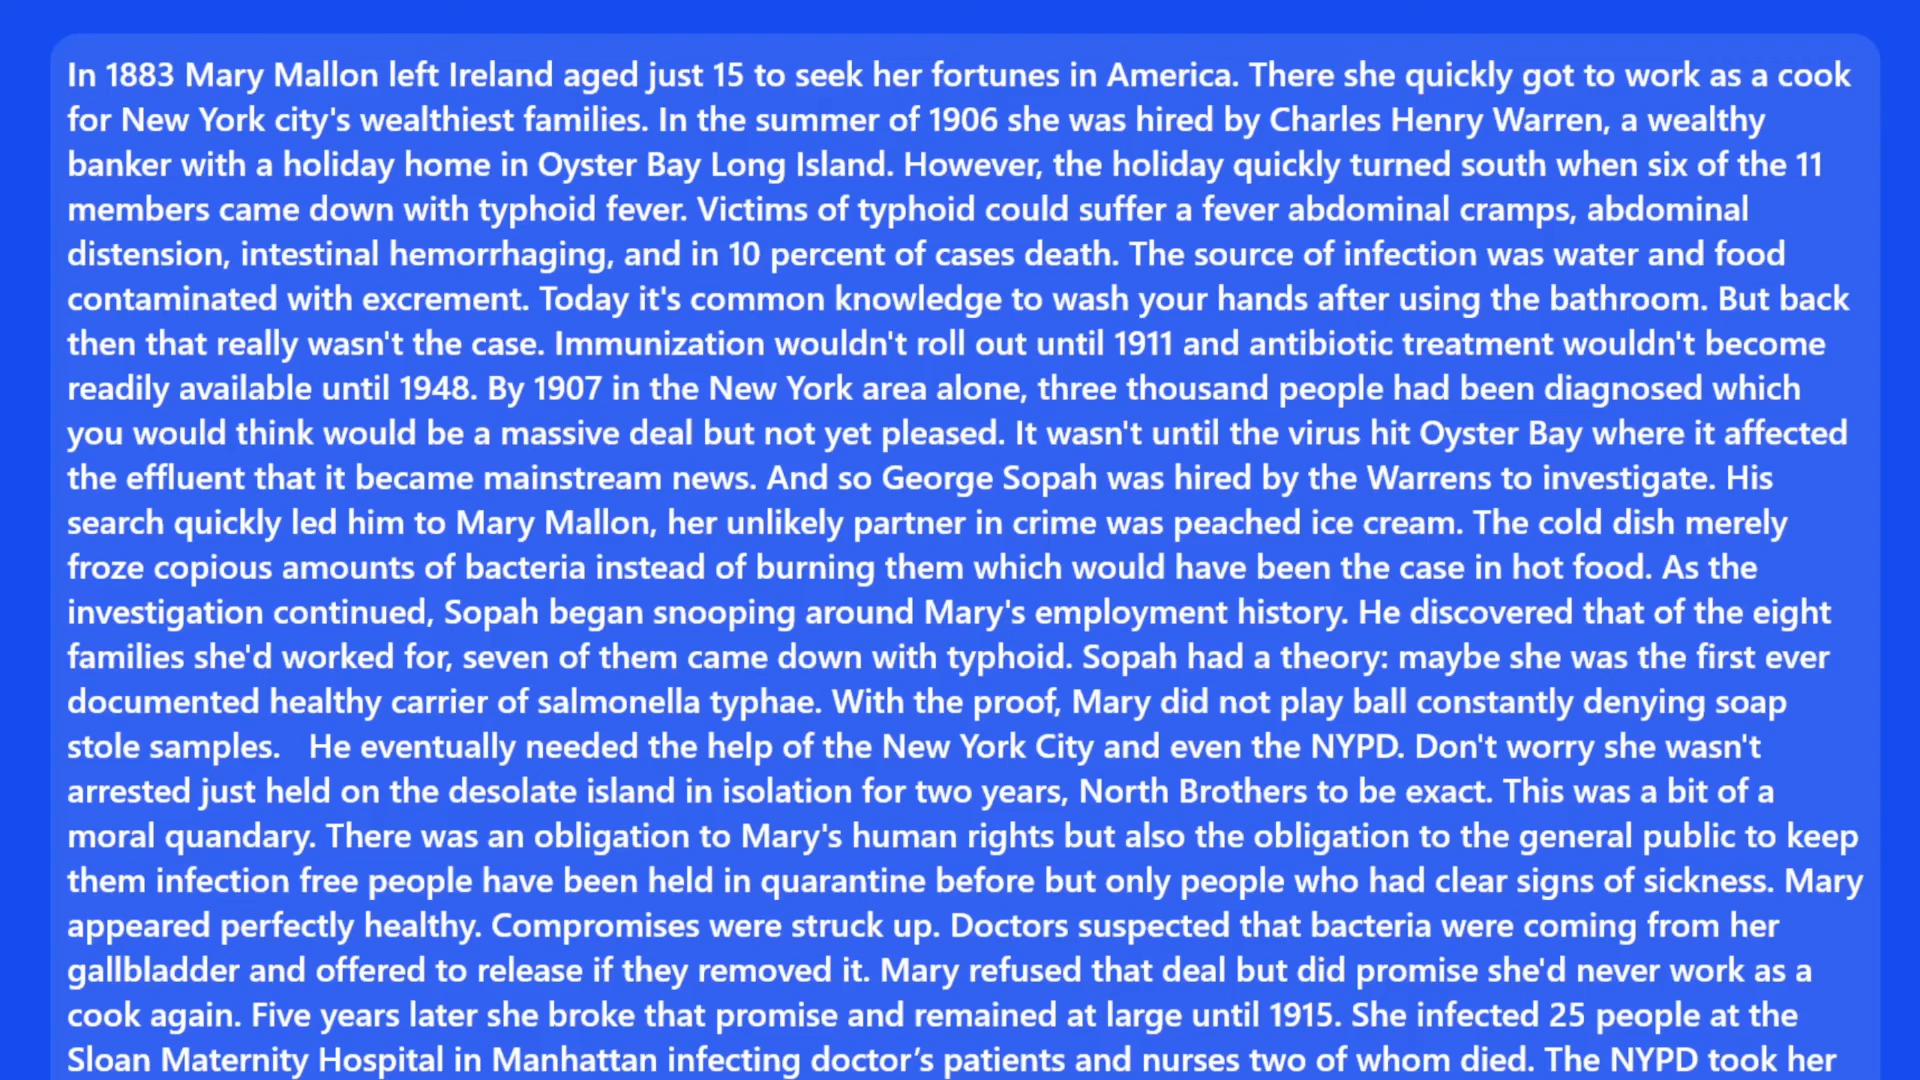 In 1883 Mary Mallon left Ireland aged just 15 to seek her fortunes in America. There she quickly got to work as a cook
for New York city's wealthiest families. In the summer of 1906 she was hired by Charles Henry Warren, a wealthy
banker with a holiday home in Oyster Bay Long Island. However, the holiday quickly turned south when six of the 11
members came down with typhoid fever. Victims of typhoid could suffer a fever abdominal cramps, abdominal
distension, intestinal hemorrhaging, and in 10 percent of cases death. The source of infection was water and food
contaminated with excrement. Today it's common knowledge to wash your hands after using the bathroom. But back
then that really wasn't the case. Immunization wouldn't roll out until 1911 and antibiotic treatment wouldn't become
readily available until 1948. By 1907 in the New York area alone, three thousand people had been diagnosed which
you would think would be a massive deal but not yet pleased. It wasn't until the virus hit Oyster Bay where it affected
the effluent that it became mainstream news. And so George Sopah was hired by the Warrens to investigate. His
search quickly led him to Mary Mallon, her unlikely partner in crime was peached ice cream. The cold dish merely
froze copious amounts of bacteria instead of burning them which would have been the case in hot food. As the
investigation continued, Sopah began snooping around Mary's employment history. He discovered that of the eight
families she'd worked for, seven of them came down with typhoid. Sopah had a theory: maybe she was the first ever
documented healthy carrier of salmonella typhae. With the proof, Mary did not play ball constantly denying soap
stole samples.   He eventually needed the help of the New York City and even the NYPD. Don't worry she wasn't
arrested just held on the desolate island in isolation for two years, North Brothers to be exact. This was a bit of a
moral quandary. There was an obligation to Mary's human rights but also the obligation to the general public to keep
them infection free people have been held in quarantine before but only people who had clear signs of sickness. Mary
appeared perfectly healthy. Compromises were struck up. Doctors suspected that bacteria were coming from her
gallbladder and offered to release if they removed it. Mary refused that deal but did promise she'd never work as a
cook again. Five years later she broke that promise and remained at large until 1915. She infected 25 people at the
Sloan Maternity Hospital in Manhattan infecting doctor’s patients and nurses two of whom died. The NYPD took her